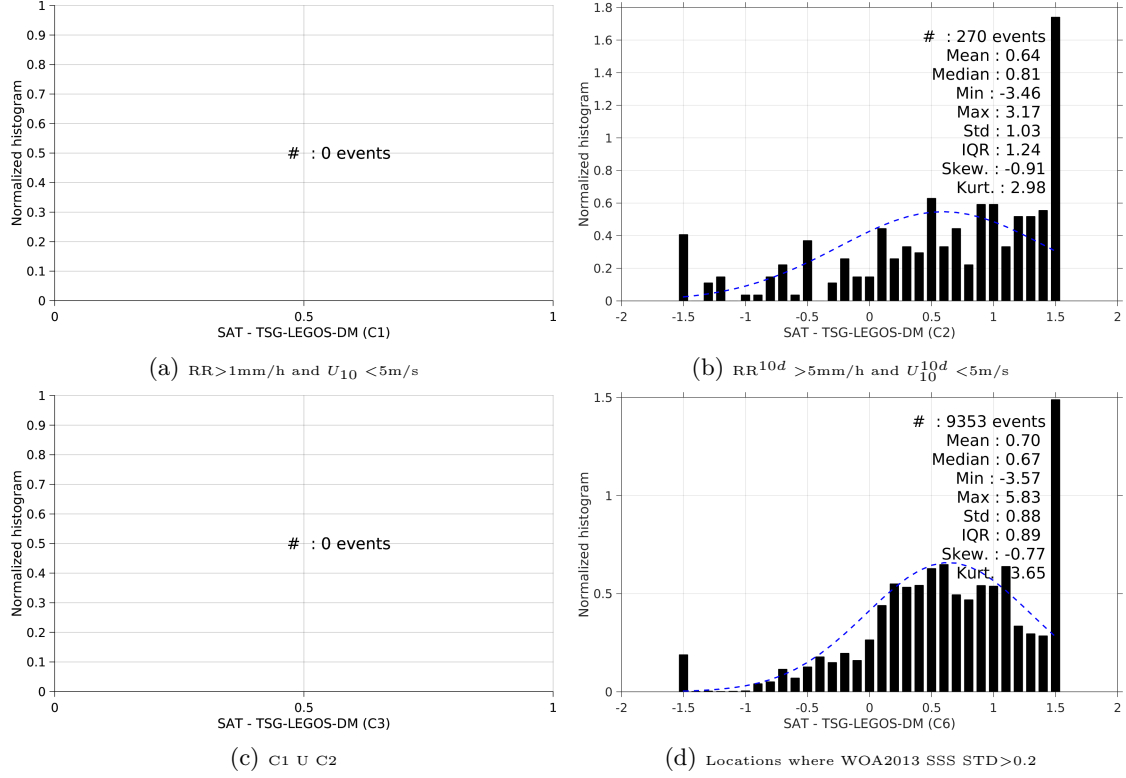 1
0.9
0.8
0.7
0.6
0.5
0.4
0.3
0.2
0.1
0
Normalized histogram
# : 0 events
0 0.5 1
SAT - TSG-LEGOS-DM (C1)
(a) RR>1mm/h and U10 <5m/s
1.8
1.6
1.4
1.2
1
0.8
0.6
0.4
0.2
0
Normalized histogram
# : 270 events
Mean : 0.64
Median : 0.81
Min : -3.46
Max : 3.17
Std : 1.03
IQR : 1.24
Skew. : -0.91
Kurt. : 2.98
-2 -1.5 -1 -0.5 0 0.5 1 1.5 2
SAT - TSG-LEGOS-DM (C2)
(b) RR^10d >5mm/h and U10^10d <5m/s
1
0.9
0.8
0.7
0.6
0.5
0.4
0.3
0.2
0.1
0
Normalized histogram
# : 0 events
0 0.5 1
SAT - TSG-LEGOS-DM (C3)
(c) C1 U C2
1.5
1
0.5
0
Normalized histogram
# : 9353 events
Mean : 0.70
Median : 0.67
Min : -3.57
Max : 5.83
Std : 0.88
IQR : 0.89
Skew. : -0.77
Kurt. : 3.65
-2 -1.5 -1 -0.5 0 0.5 1 1.5 2
SAT - TSG-LEGOS-DM (C6)
(d) Locations where WOA2013 SSS STD>0.2